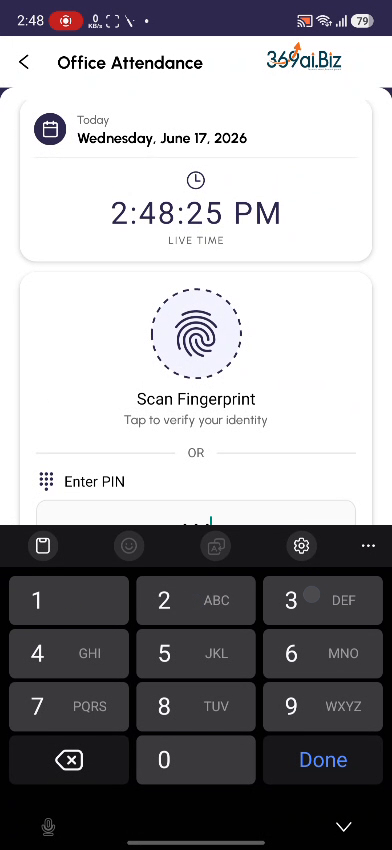 2:48
0
KB/s
79
Office Attendance
369ai.Biz
Today
Wednesday, June 17, 2026
2:48:25 PM
LIVE TIME
Scan Fingerprint
Tap to verify your identity
OR
Enter PIN
1
2 ABC
3 DEF
4 GHI
5 JKL
6 MNO
7 PQRS
8 TUV
9 WXYZ
0
Done